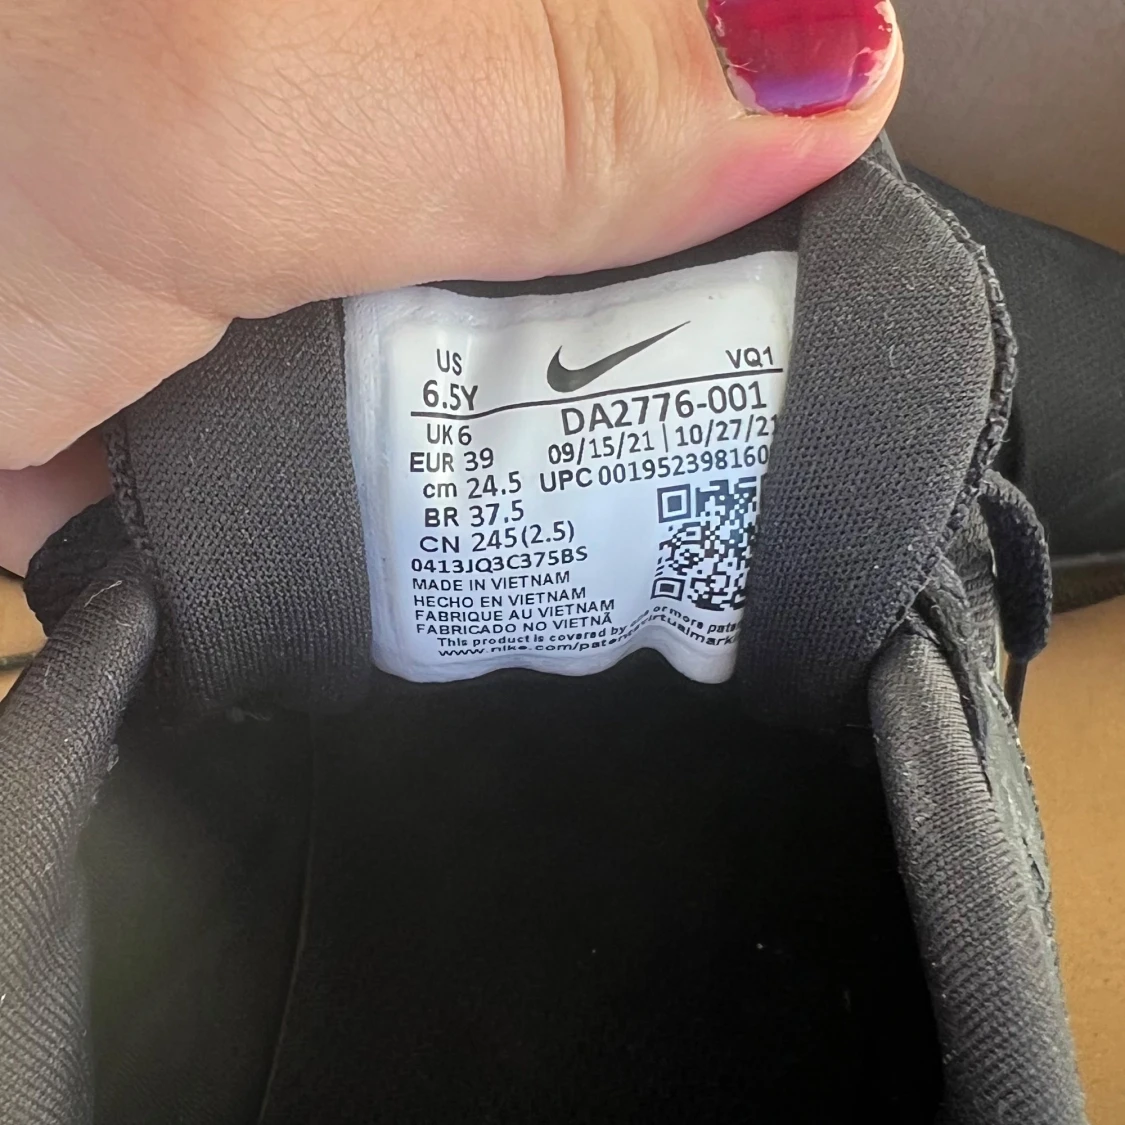 US
6.5Y
VQ1
UK 6
EUR 39
cm 24.5
BR 37.5
CN 245(2.5)
DA2776-001
09/15/21 | 10/27/21
UPC 001952398160
0413JQ3C375BS
MADE IN VIETNAM
HECHO EN VIETNAM
FABRIQUE AU VIETNAM
FABRICADO NO VIETNÃ
This product is covered by one or more
www.nike.com/patents